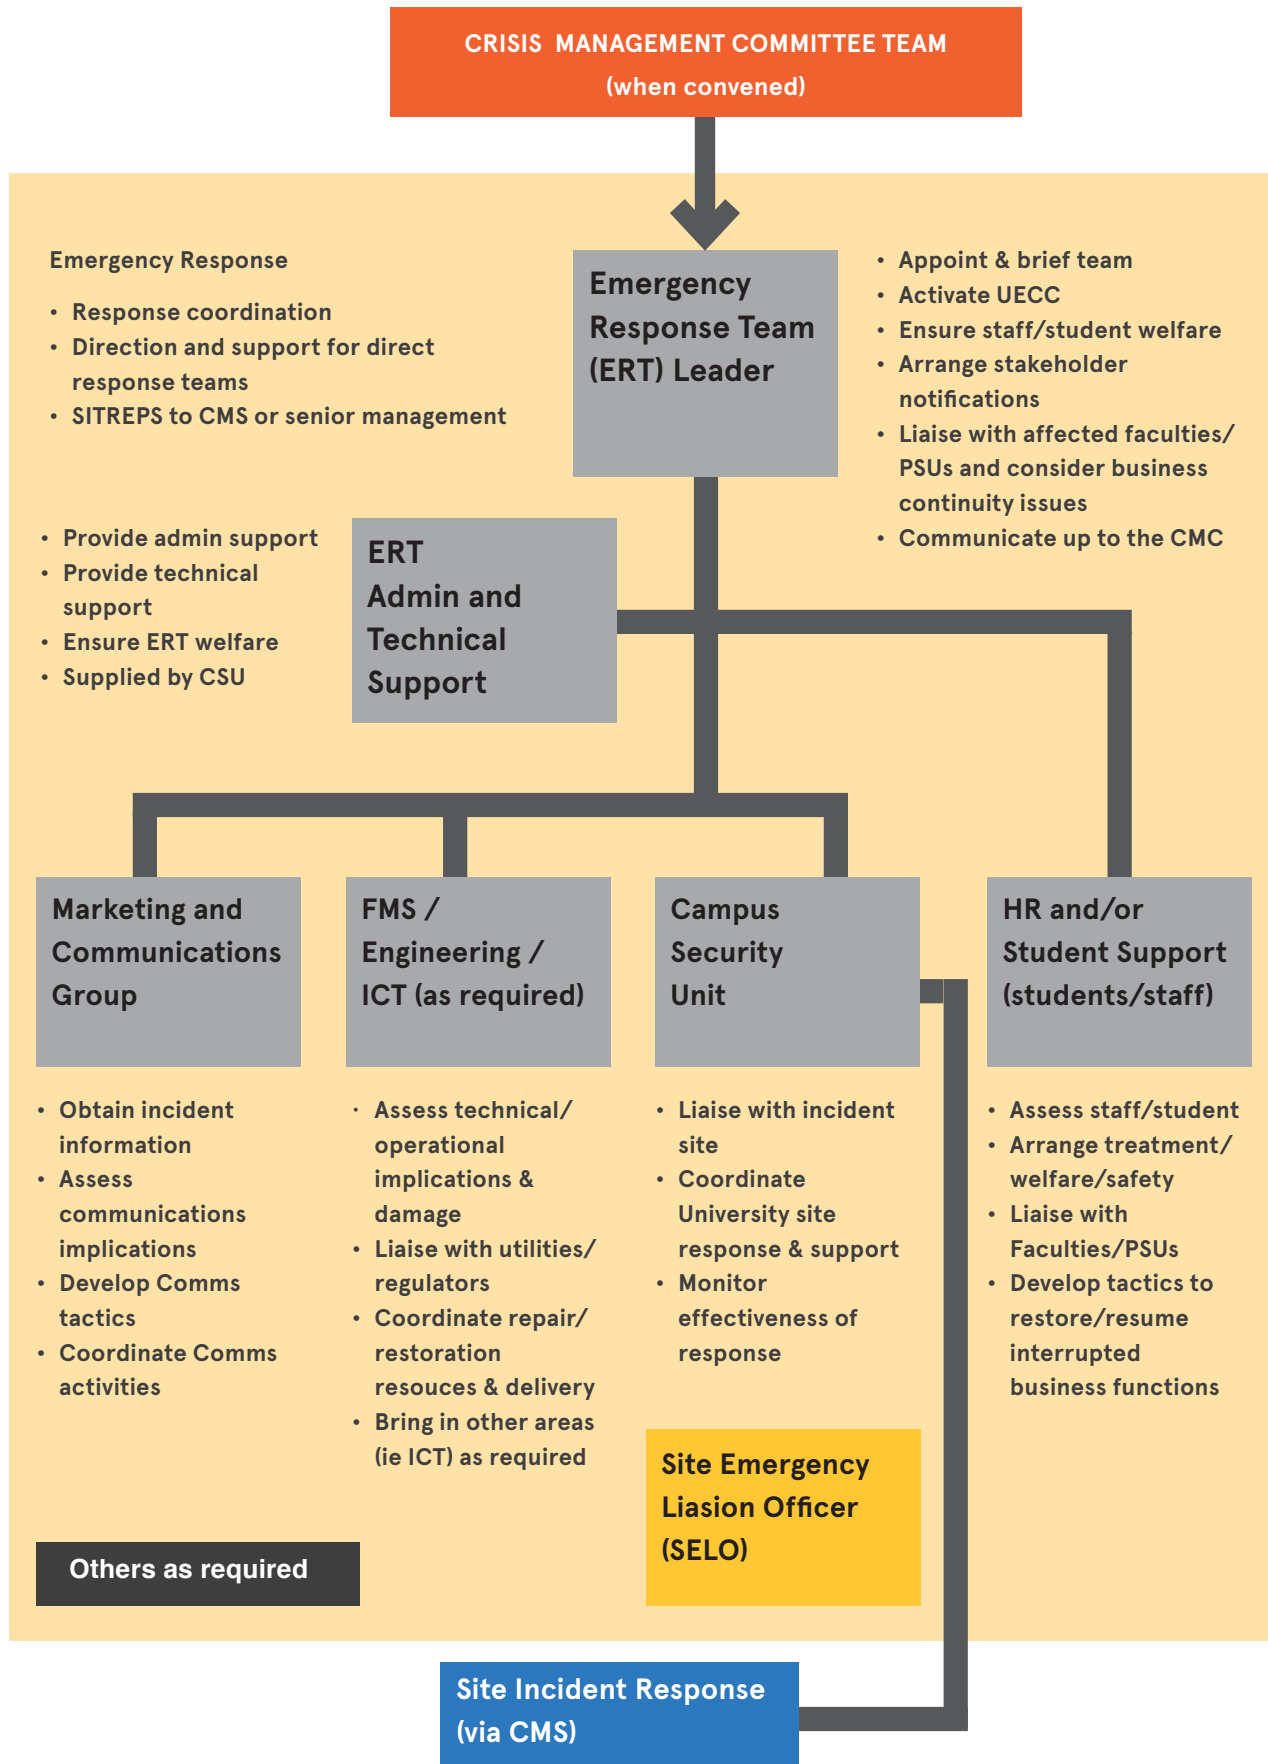 CRISIS MANAGEMENT COMMITTEE TEAM
(when convened)
Emergency Response
• Response coordination
• Direction and support for direct
response teams
• SITREPS to CMS or senior management
Emergency
Response Team
(ERT) Leader
• Appoint & brief team
• Activate UECC
• Ensure staff/student welfare
• Arrange stakeholder
notifications
• Liaise with affected faculties/
PSUs and consider business
continuity issues
• Communicate up to the CMC
• Provide admin support
• Provide technical
support
• Ensure ERT welfare
• Supplied by CSU
ERT
Admin and
Technical
Support
Marketing and
Communications
Group
• Obtain incident
information
• Assess
communications
implications
• Develop Comms
tactics
• Coordinate Comms
activities
FMS /
Engineering /
ICT (as required)
• Assess technical/
operational
implications &
damage
• Liaise with utilities/
regulators
• Coordinate repair/
restoration
resouces & delivery
• Bring in other areas
(ie ICT) as required
Campus
Security
Unit
• Liaise with incident
site
• Coordinate
University site
response & support
• Monitor
effectiveness of
response
HR and/or
Student Support
(students/staff)
• Assess staff/student
• Arrange treatment/
welfare/safety
• Liaise with
Faculties/PSUs
• Develop tactics to
restore/resume
interrupted
business functions
Site Emergency
Liasion Officer
(SELO)
Others as required
Site Incident Response
(via CMS)